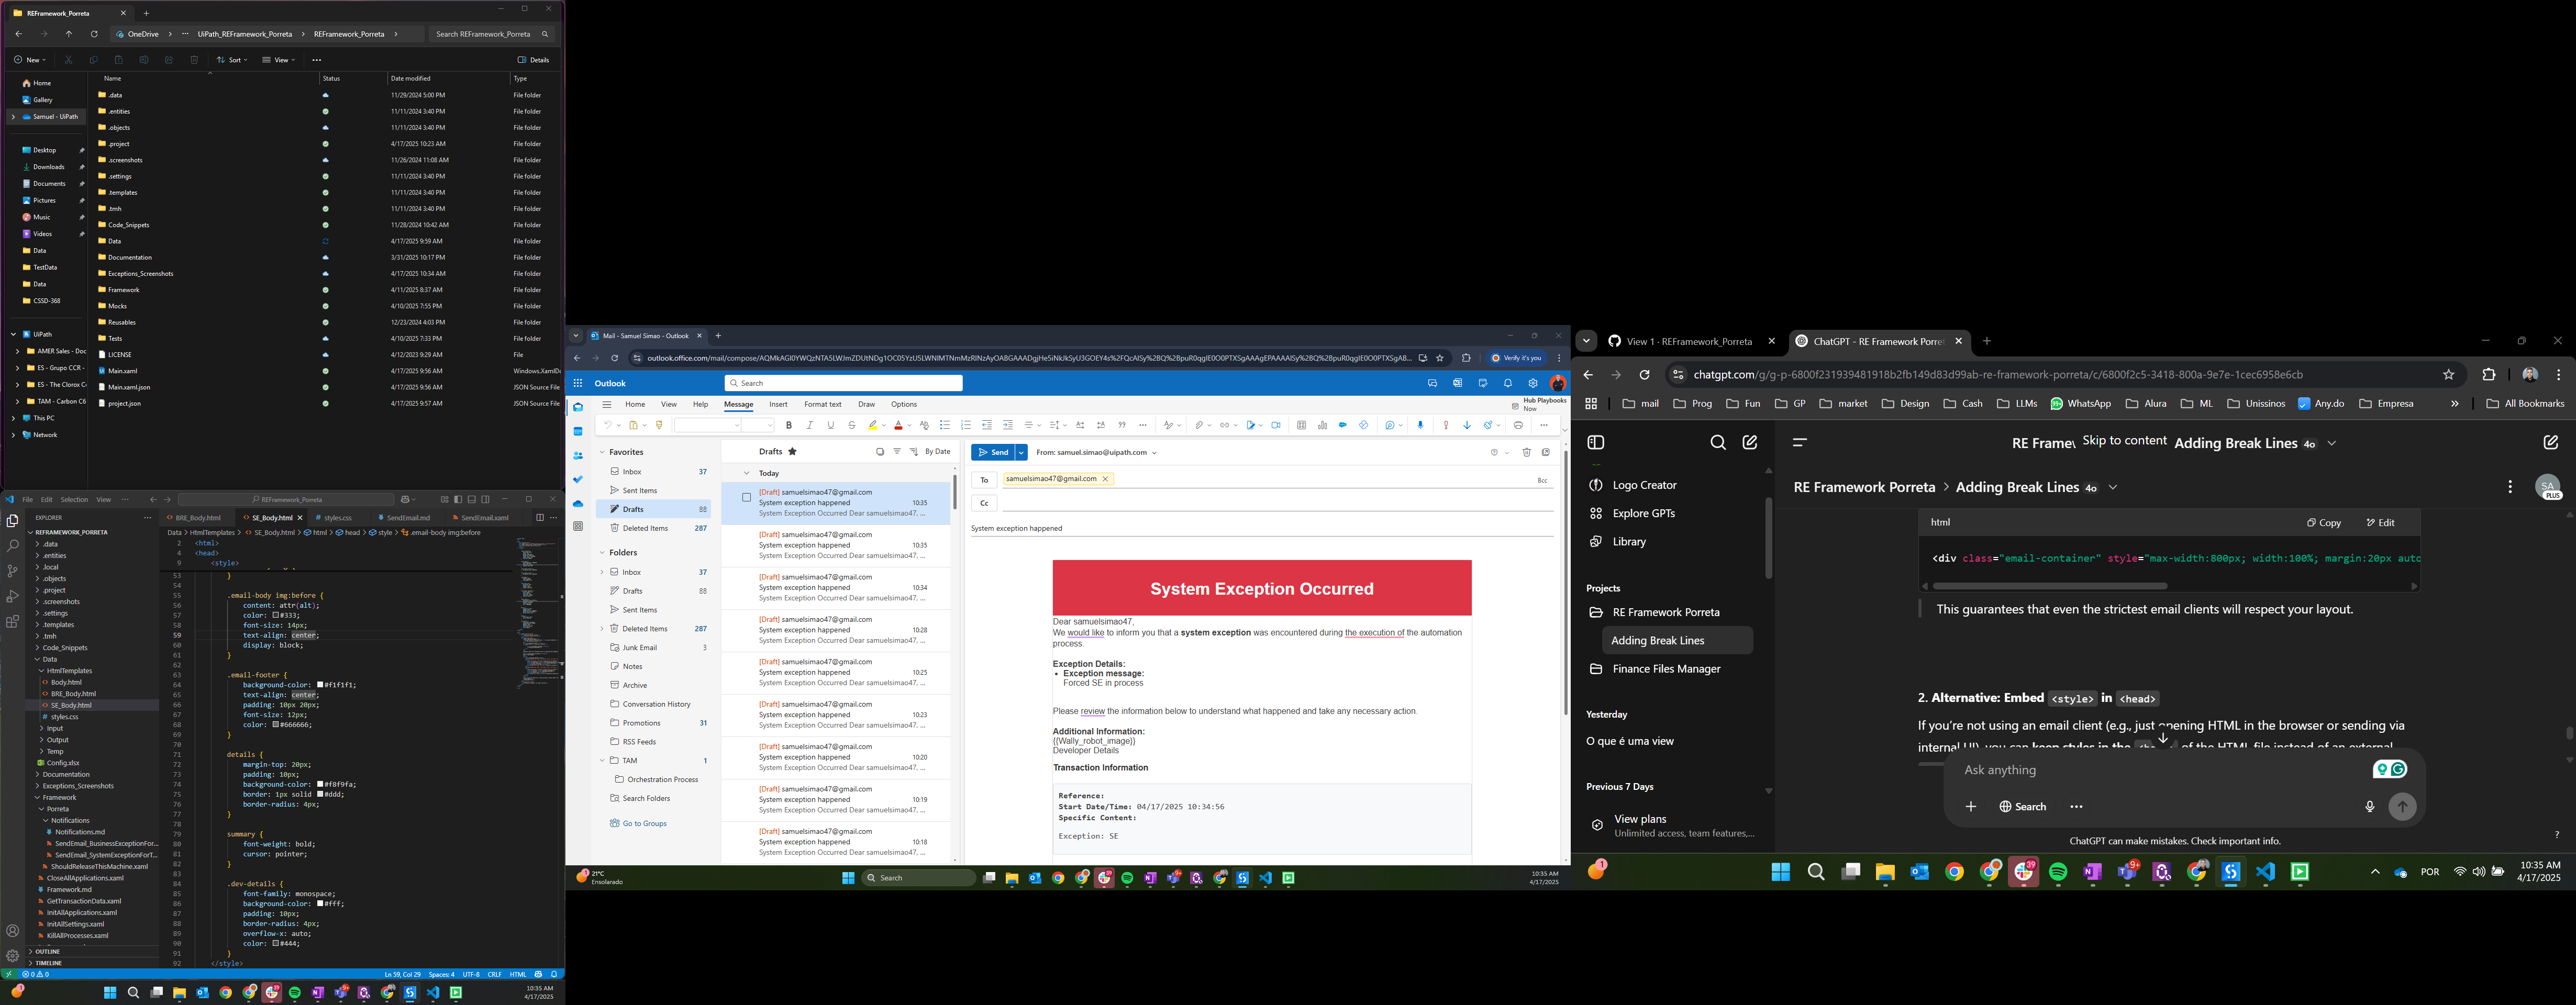 REFramework_Porreta
OneDrive
UiPath_REFramework_Porreta
REFramework_Porreta
Search REFramework_Porreta
New
Sort
View
Details
Name Status Date modified Type
Home
Gallery
Samuel - UiPath
Desktop
Downloads
Documents
Pictures
Music
Videos
Data
TestData
Data
CSSD-368
UiPath
AMER Sales - Doc
ES - Grupo CCR -
ES - The Clorox C
TAM - Carbon C6
This PC
Network
.data 11/29/2024 5:00 PM File folder
.entities 11/11/2024 3:40 PM File folder
.objects 11/11/2024 3:40 PM File folder
.project 4/17/2025 10:23 AM File folder
.screenshots 11/26/2024 11:08 AM File folder
.settings 11/11/2024 3:40 PM File folder
.templates 11/11/2024 3:40 PM File folder
.tmh 11/11/2024 3:40 PM File folder
Code_Snippets 11/28/2024 10:42 AM File folder
Data 4/17/2025 9:59 AM File folder
Documentation 3/31/2025 10:17 PM File folder
Exceptions_Screenshots 4/17/2025 10:34 AM File folder
Framework 4/11/2025 8:37 AM File folder
Mocks 4/10/2025 7:55 PM File folder
Reusables 12/23/2024 4:03 PM File folder
Tests 4/10/2025 7:33 PM File folder
LICENSE 4/12/2023 9:29 AM File
Main.xaml 4/17/2025 9:56 AM Windows.XamlDo
Main.xaml.json 4/17/2025 9:56 AM JSON Source File
project.json 4/17/2025 9:57 AM JSON Source File
File Edit Selection View
REFramework_Porreta
EXPLORER
REFRAMEWORK_PORRETA
.data
.entities
.local
.objects
.project
.screenshots
.settings
.templates
.tmh
Code_Snippets
Data
HtmlTemplates
Body.html
BRE_Body.html
SE_Body.html
styles.css
Input
Output
Temp
Config.xlsx
Documentation
Exceptions_Screenshots
Framework
Porreta
Notifications
Notifications.md
SendEmail_BusinessExceptionFor...
SendEmail_SystemExceptionForT...
ShouldReleaseThisMachine.xaml
CloseAllApplications.xaml
Framework.md
GetTransactionData.xaml
InitAllApplications.xaml
InitAllSettings.xaml
KillAllProcesses.xaml
OUTLINE
TIMELINE
BRE_Body.html SE_Body.html styles.css SendEmail.md SendEmail.xaml
Data > HtmlTemplates > SE_Body.html > html > head > style > .email-body img:before
2 <html>
4 <head>
9 <style>
53 }
54
55 .email-body img:before {
56 content: attr(alt);
57 color: #333;
58 font-size: 14px;
59 text-align: center;
60 display: block;
61 }
62
63 .email-footer {
64 background-color: #f1f1f1;
65 text-align: center;
66 padding: 10px 20px;
67 font-size: 12px;
68 color: #666666;
69 }
70
71 details {
72 margin-top: 20px;
73 padding: 10px;
74 background-color: #f8f9fa;
75 border: 1px solid #ddd;
76 border-radius: 4px;
77 }
78
79 summary {
80 font-weight: bold;
81 cursor: pointer;
82 }
83
84 .dev-details {
85 font-family: monospace;
86 background-color: #fff;
87 padding: 10px;
88 border-radius: 4px;
89 overflow-x: auto;
90 color: #444;
91 }
92 </style>
0 0
Ln 59, Col 29 Spaces: 4 UTF-8 CRLF HTML
10:35 AM
4/17/2025
Mail - Samuel Simao - Outlook
Verify it's you
Outlook
Search
Home View Help Message Insert Format text Draw Options
Hub Playbooks
Now
Favorites
Inbox 37
Sent Items
Drafts 88
Deleted Items 287
Folders
Inbox 37
Drafts 88
Sent Items
Deleted Items 287
Junk Email 3
Notes
Archive
Conversation History
Promotions 31
RSS Feeds
TAM 1
Orchestration Process
Search Folders
Go to Groups
Drafts By Date
Today
[Draft] samuelsimao47@gmail.com
System exception happened 10:35
System Exception Occurred Dear samuelsimao47, ...
[Draft] samuelsimao47@gmail.com
System exception happened 10:35
System Exception Occurred Dear samuelsimao47, ...
[Draft] samuelsimao47@gmail.com
System exception happened 10:34
System Exception Occurred Dear samuelsimao47, ...
[Draft] samuelsimao47@gmail.com
System exception happened 10:28
System Exception Occurred Dear samuelsimao47, ...
[Draft] samuelsimao47@gmail.com
System exception happened 10:25
System Exception Occurred Dear samuelsimao47, ...
[Draft] samuelsimao47@gmail.com
System exception happened 10:23
System Exception Occurred Dear samuelsimao47, ...
[Draft] samuelsimao47@gmail.com
System exception happened 10:20
System Exception Occurred Dear samuelsimao47, ...
[Draft] samuelsimao47@gmail.com
System exception happened 10:19
System Exception Occurred Dear samuelsimao47, ...
[Draft] samuelsimao47@gmail.com
System exception happened 10:18
System Exception Occurred Dear samuelsimao47, ...
Send From: samuel.simao@uipath.com
To samuelsimao47@gmail.com Bcc
Cc
System exception happened
System Exception Occurred
Dear samuelsimao47,
We would like to inform you that a system exception was encountered during the execution of the automation
process.
Exception Details:
• Exception message:
Forced SE in process
Please review the information below to understand what happened and take any necessary action.
Additional Information:
{{Wally_robot_image}}
Developer Details
Transaction Information
Reference:
Start Date/Time: 04/17/2025 10:34:56
Specific Content:
Exception: SE
21°C
Ensolarado
Search
10:35 AM
4/17/2025
View 1 · REFramework_Porreta
ChatGPT - RE Framework Porret
chatgpt.com/g/g-p-6800f231939481918b2fb149d83d99ab-re-framework-porreta/c/6800f2c5-3418-800a-9e7e-1cec6958e6cb
mail Prog Fun GP market Design Cash LLMs WhatsApp Alura ML Unissinos Any.do Empresa All Bookmarks
RE Framew Skip to content Adding Break Lines 4o
Logo Creator
Explore GPTs
Library
Projects
RE Framework Porreta
Adding Break Lines
Finance Files Manager
Yesterday
O que é uma view
Previous 7 Days
View plans
Unlimited access, team features,...
RE Framework Porreta > Adding Break Lines 4o
SA
PLUS
html Copy Edit
<div class="email-container" style="max-width:800px; width:100%; margin:20px auto
This guarantees that even the strictest email clients will respect your layout.
2. Alternative: Embed <style> in <head>
If you're not using an email client (e.g., just opening HTML in the browser or sending via
Ask anything
Search
ChatGPT can make mistakes. Check important info.
?
POR
10:35 AM
4/17/2025